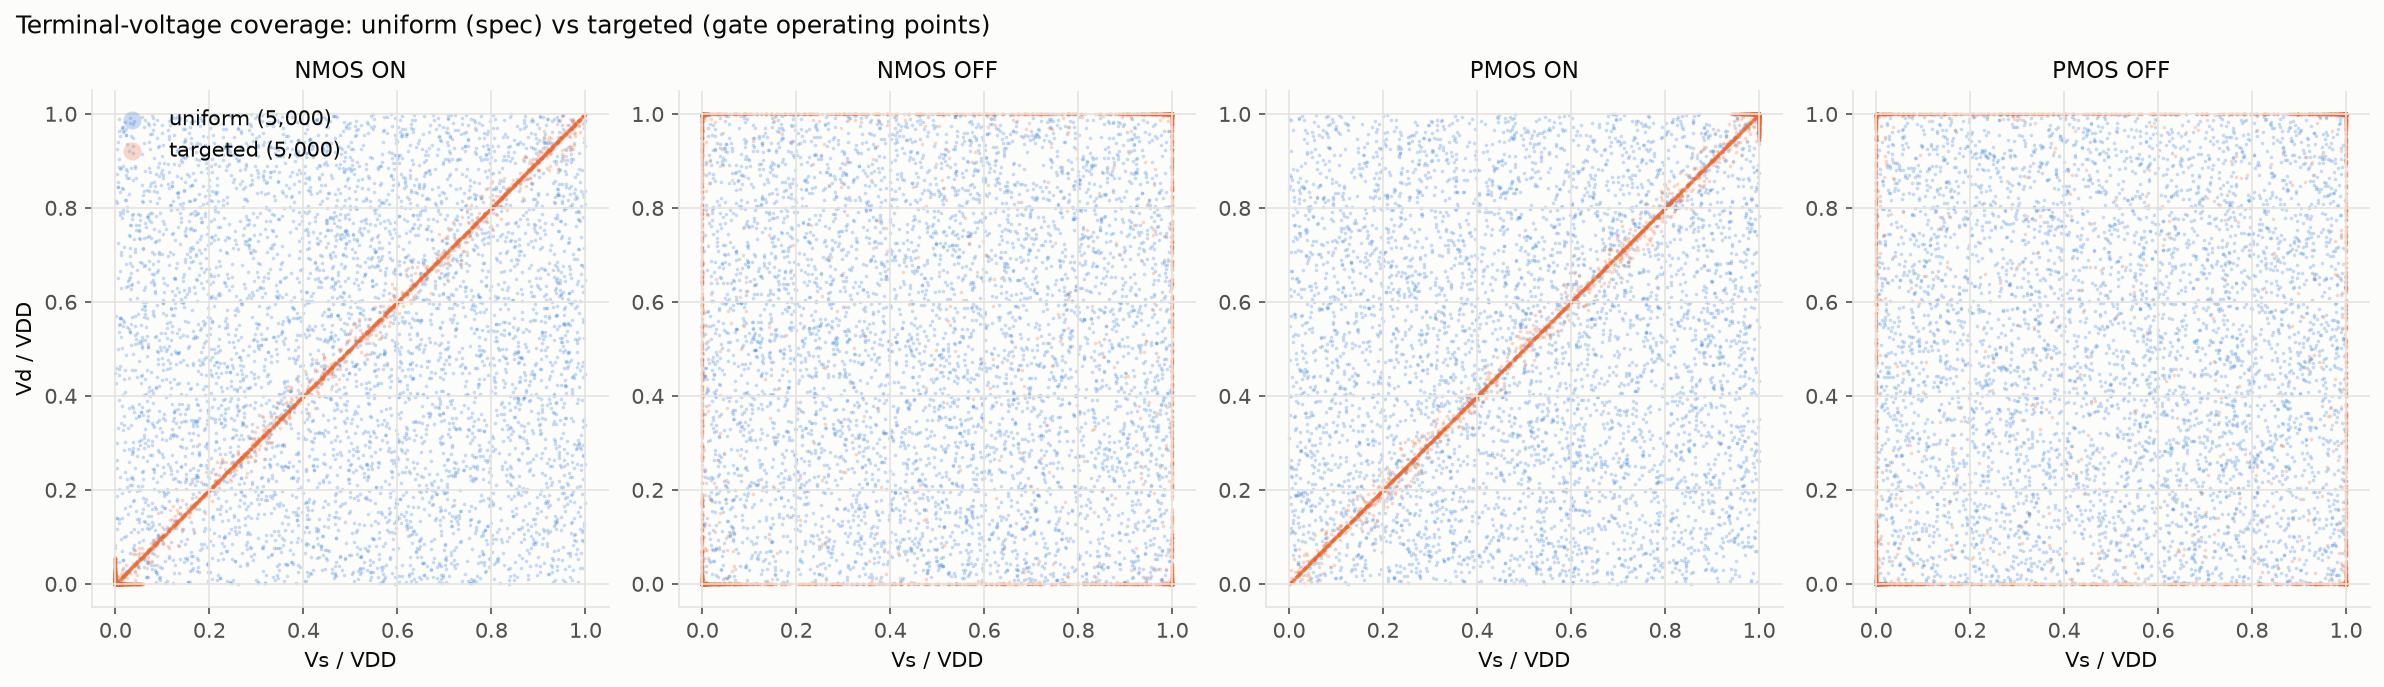 Terminal-voltage coverage: uniform (spec) vs targeted (gate operating points)
NMOS ON
NMOS OFF
PMOS ON
PMOS OFF
uniform (5,000)
targeted (5,000)
Vd / VDD
1.0
0.8
0.6
0.4
0.2
0.0
0.0 0.2 0.4 0.6 0.8 1.0
Vs / VDD
1.0
0.8
0.6
0.4
0.2
0.0
0.0 0.2 0.4 0.6 0.8 1.0
Vs / VDD
1.0
0.8
0.6
0.4
0.2
0.0
0.0 0.2 0.4 0.6 0.8 1.0
Vs / VDD
1.0
0.8
0.6
0.4
0.2
0.0
0.0 0.2 0.4 0.6 0.8 1.0
Vs / VDD